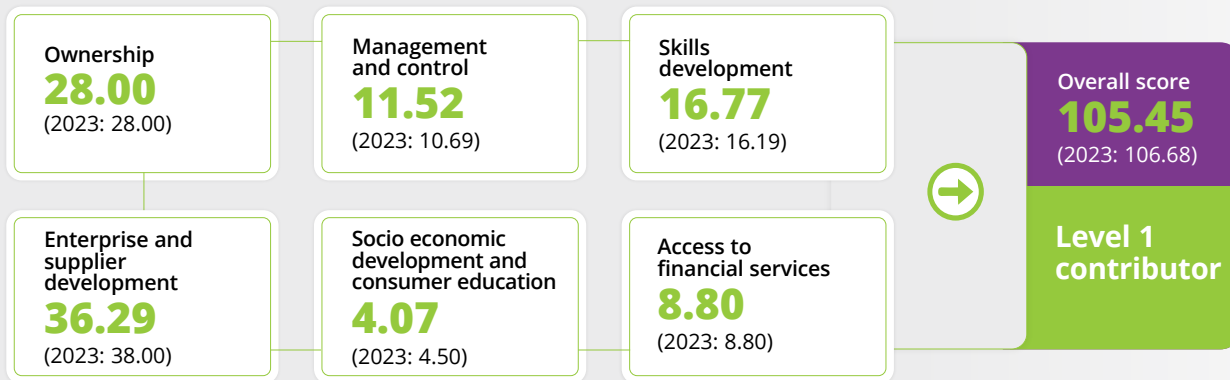 Ownership
28.00
(2023: 28.00)
Management
and control
11.52
(2023: 10.69)
Skills
development
16.77
(2023: 16.19)
Overall score
105.45
(2023: 106.68)
Enterprise and
supplier
development
36.29
(2023: 38.00)
Socio economic
development and
consumer education
4.07
(2023: 4.50)
Access to
financial services
8.80
(2023: 8.80)
Level 1
contributor